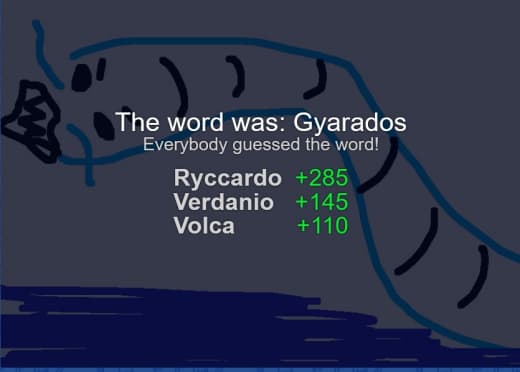 The word was: Gyarados
Everybody guessed the word!
Ryccardo +285
Verdanio +145
Volca +110